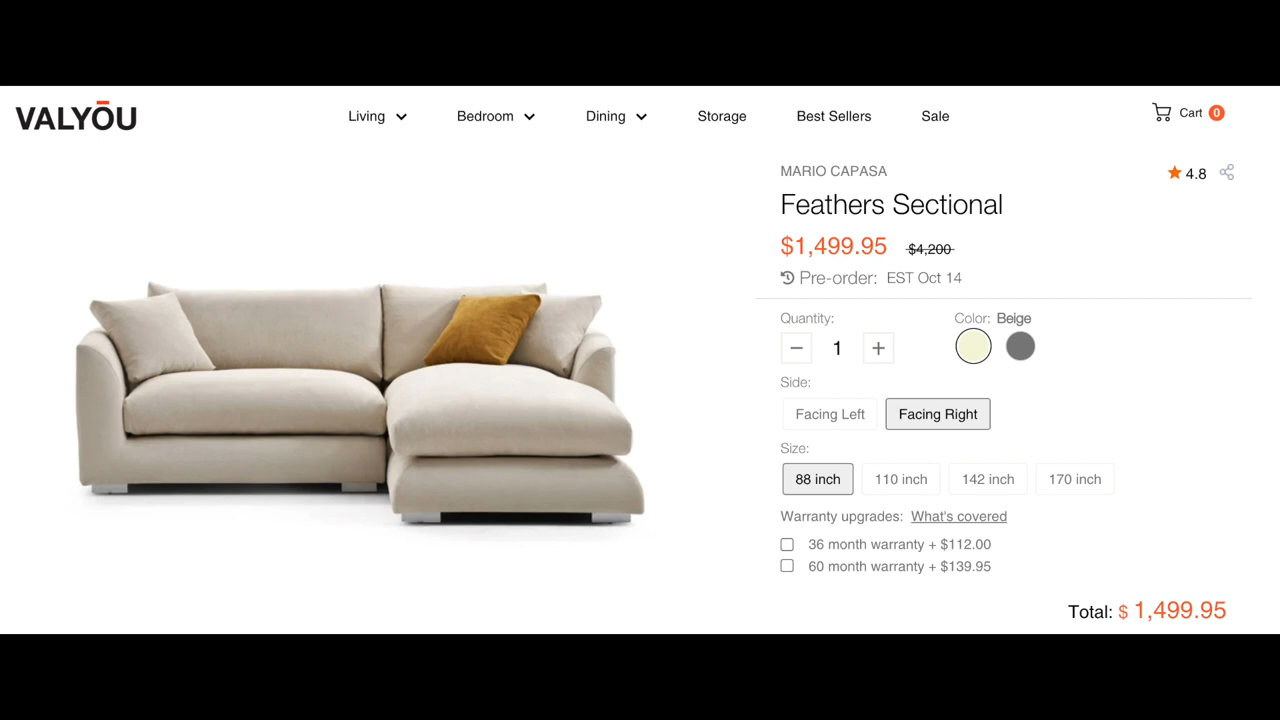 VALYŌU
Living Bedroom Dining Storage Best Sellers Sale Cart 0
MARIO CAPASA 4.8
Feathers Sectional
$1,499.95 $4,200
Pre-order: EST Oct 14
Quantity: Color: Beige
1
Side:
Facing Left Facing Right
Size:
88 inch 110 inch 142 inch 170 inch
Warranty upgrades: What's covered
36 month warranty + $112.00
60 month warranty + $139.95
Total: $ 1,499.95